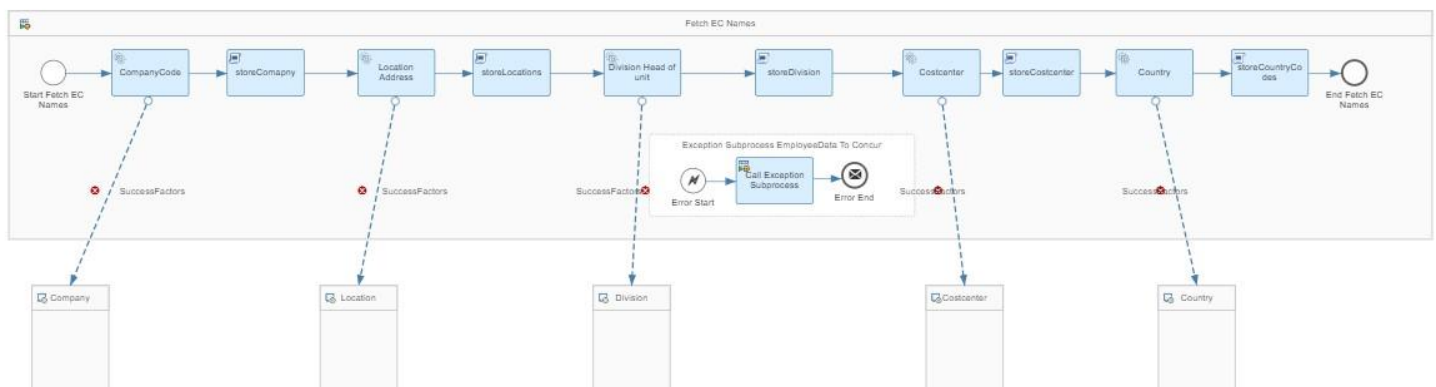 Fetch EC Names
Start Fetch EC
Names
CompanyCode
storeComapny
Location
Address
storeLocations
Division Head of
unit
storeDivision
Costcenter
storeCostcenter
Country
storeCountryCo
des
End Fetch EC
Names
Exception Subprocess EmployeeData To Concur
Error Start
Call Exception
Subprocess
Error End
SuccessFactors
SuccessFactors
SuccessFactors
SuccessFactors
SuccessFactors
Company
Location
Division
Costcenter
Country